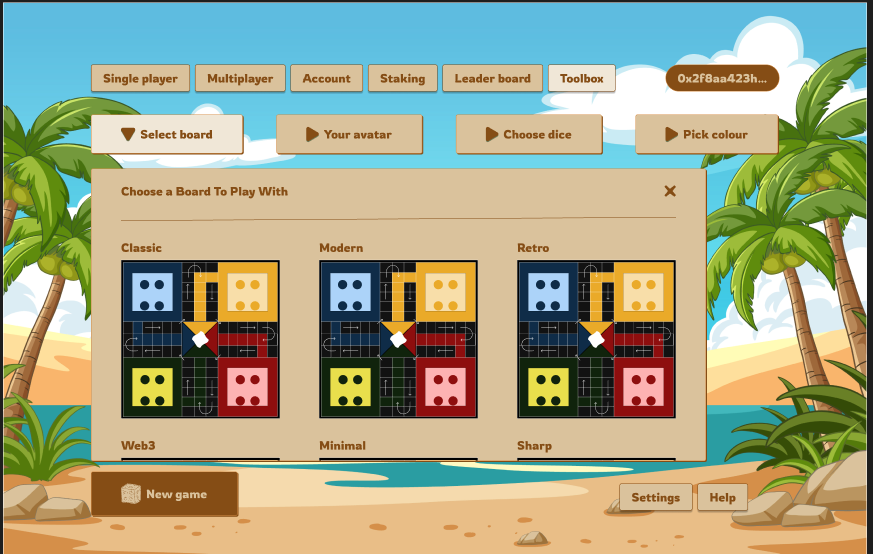 Single player Multiplayer Account Staking Leader board Toolbox 0x2f8aa423h...
Select board Your avatar Choose dice Pick colour
Choose a Board To Play With
Classic Modern Retro
Web3 Minimal Sharp
New game Settings Help